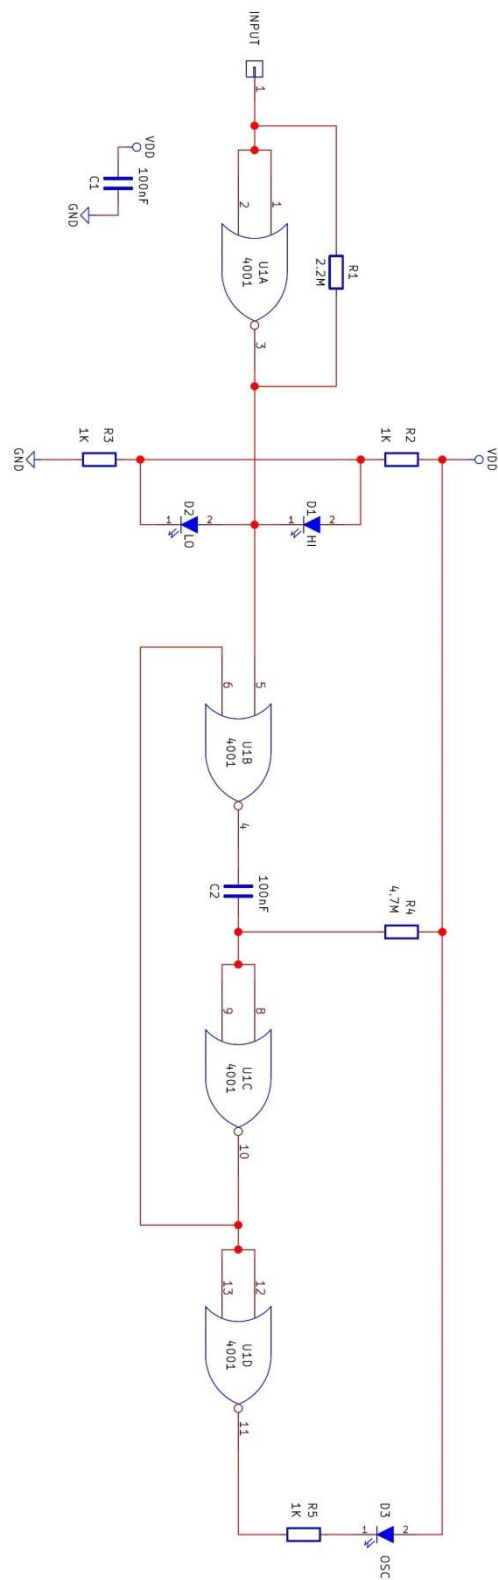 INPUT
1
VDD
100nF
C1
GND
1
2
U1A
4001
3
R1
2.2M
VDD
R2
1K
R3
1K
GND
D1
HI
1
2
D2
LO
1
2
5
6
U1B
4001
4
100nF
C2
R4
4.7M
8
9
U1C
4001
10
12
13
U1D
4001
11
R5
1K
D3
OSC
1
2